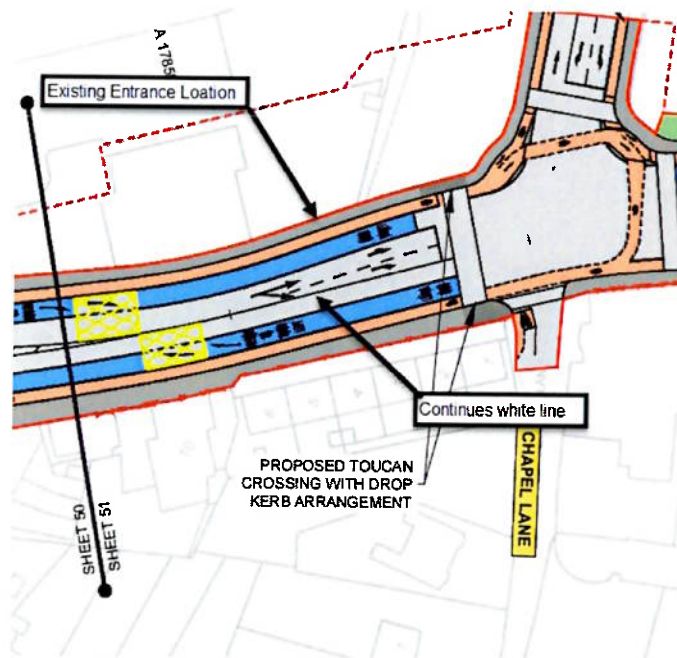 A 1785
Existing Entrance Loation
Continues white line
PROPOSED TOUCAN
CROSSING WITH DROP
KERB ARRANGEMENT
CHAPEL LANE
SHEET 50
SHEET 51